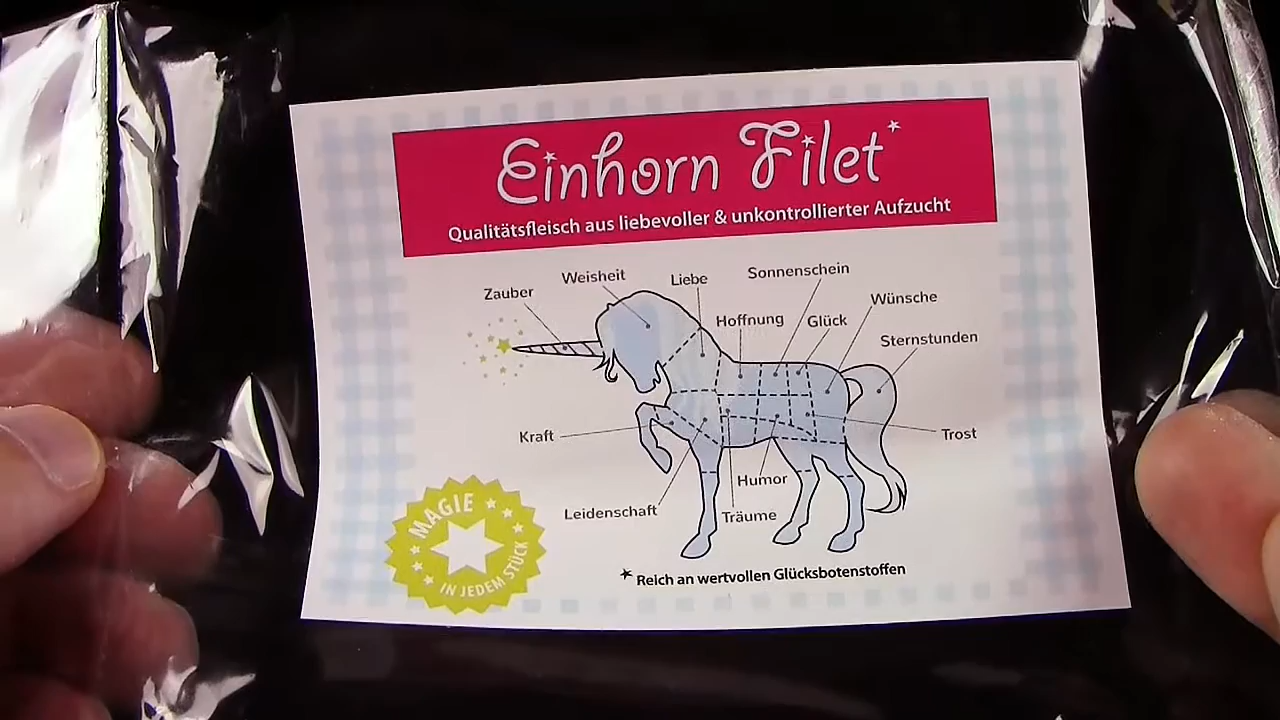 Einhorn Filet*
Qualitätsfleisch aus liebevoller & unkontrollierter Aufzucht
Zauber
Weisheit
Liebe
Sonnenschein
Hoffnung
Glück
Wünsche
Sternstunden
Kraft
Trost
Leidenschaft
Humor
Träume
MAGIE
IN JEDEM STÜCK
* Reich an wertvollen Glücksbotenstoffen